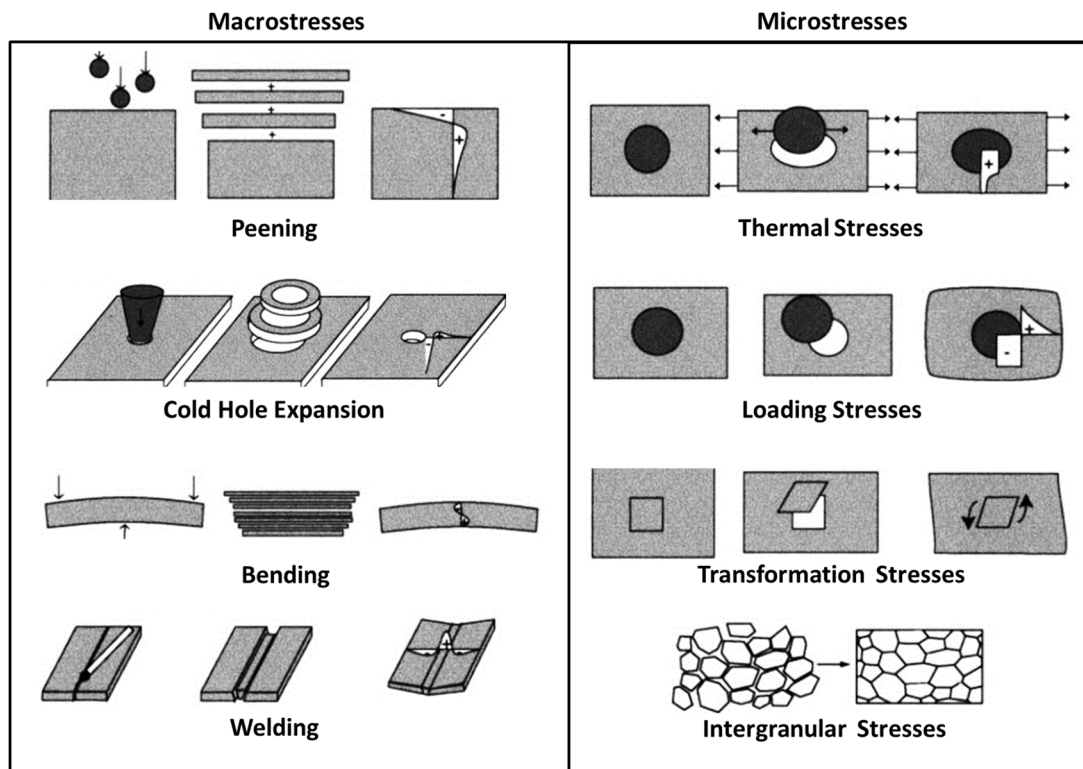 Macrostresses
Microstresses
+
+
+
-
+
Peening
-
+
Cold Hole Expansion
Bending
+
-
-
Welding
+
Thermal Stresses
+
-
Loading Stresses
Transformation Stresses
Intergranular Stresses